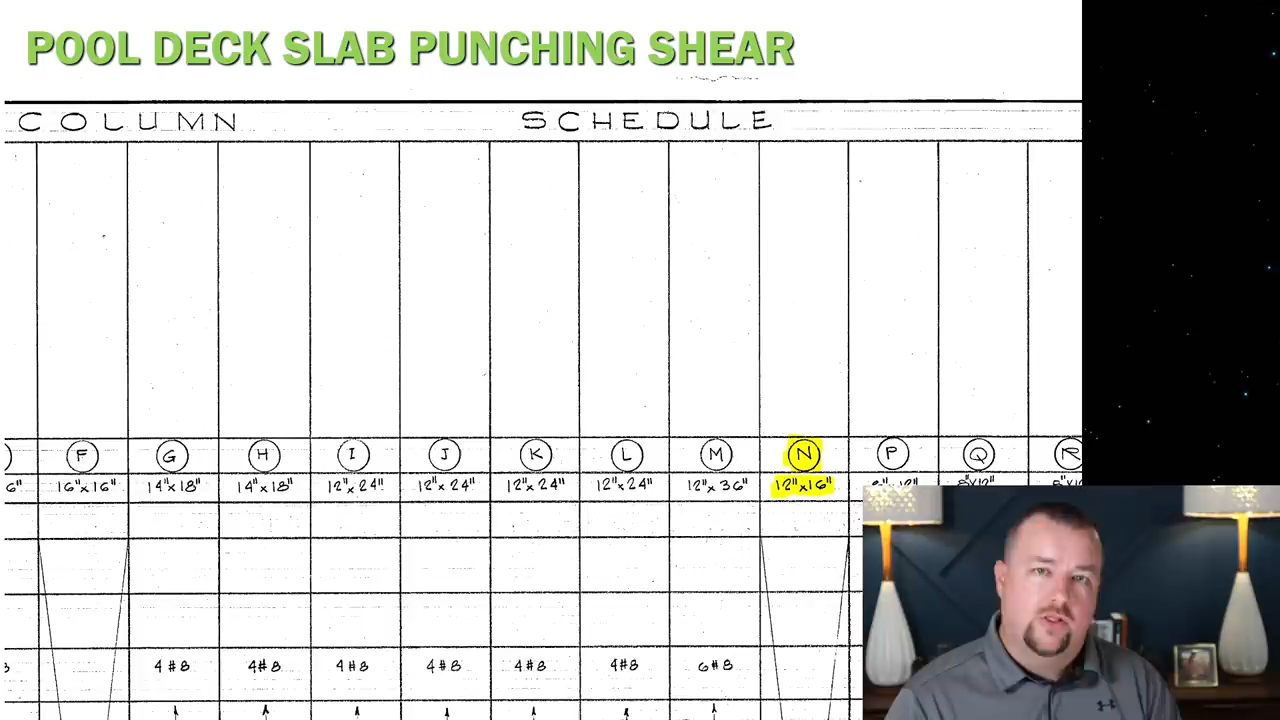 POOL DECK SLAB PUNCHING SHEAR
COLUMN SCHEDULE
F G H I J K L M N P Q R
6" 16"x16" 14"x18" 14"x18" 12"x24" 12"x24" 12"x24" 12"x24" 12"x36" 12"x16"
4#8 4#8 4#8 4#8 4#8 4#8 6#8